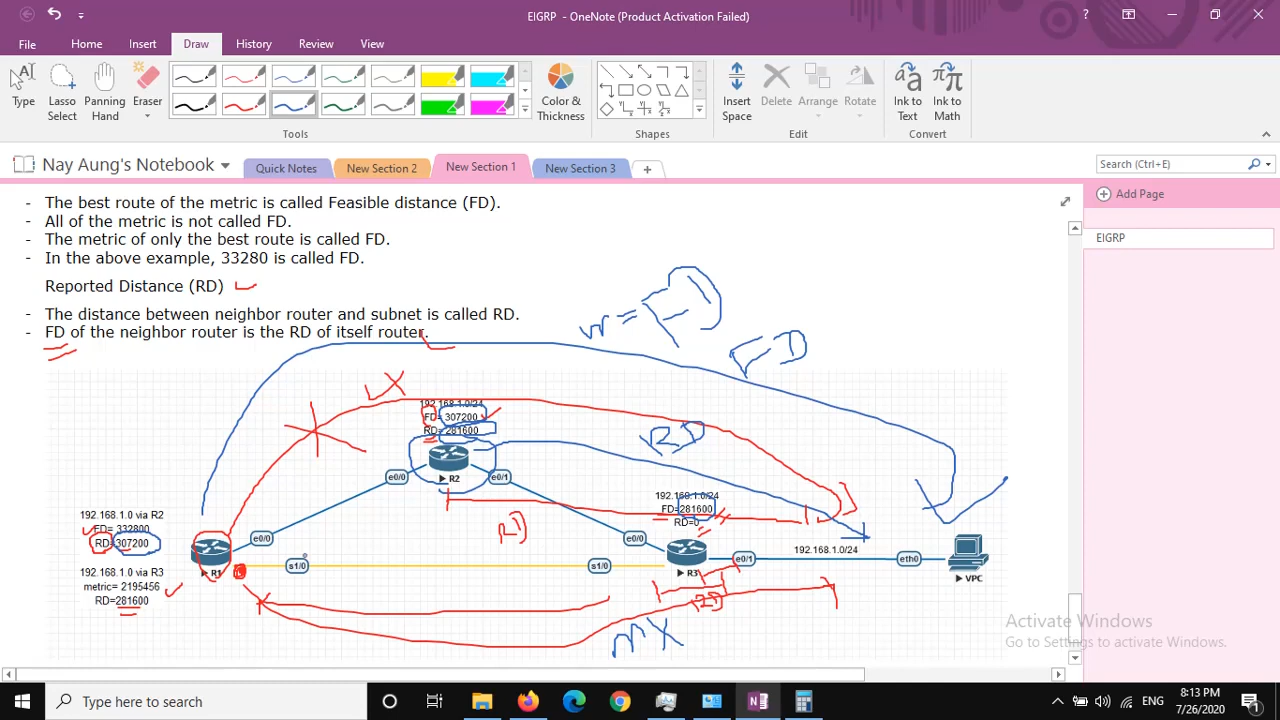 EIGRP - OneNote (Product Activation Failed)
?
File Home Insert Draw History Review View
Type
Lasso Select
Panning Hand
Eraser
Color & Thickness
Insert Space
Delete
Arrange
Rotate
Ink to Text
Ink to Math
Tools
Shapes
Edit
Convert
Nay Aung's Notebook
Quick Notes
New Section 2
New Section 1
New Section 3
Search (Ctrl+E)
Add Page
EIGRP
- The best route of the metric is called Feasible distance (FD).
- All of the metric is not called FD.
- The metric of only the best route is called FD.
- In the above example, 33280 is called FD.
Reported Distance (RD)
- The distance between neighbor router and subnet is called RD.
- FD of the neighbor router is the RD of itself router.
FD
192.168.1.0/24
FD= 307200
RD= 281600
RD
R2
e0/0
e0/1
192.168.1.0/24
FD=281600
RD=0
RD
192.168.1.0 via R2
FD= 332800
RD=307200
192.168.1.0 via R3
metric= 2195456
RD=281600
R1
e0/0
s1/0
s1/0
e0/0
R3
e0/1
192.168.1.0/24
eth0
VPC
RD
Activate Windows
Go to Settings to activate Windows.
Type here to search
ENG
8:13 PM
7/26/2020
1